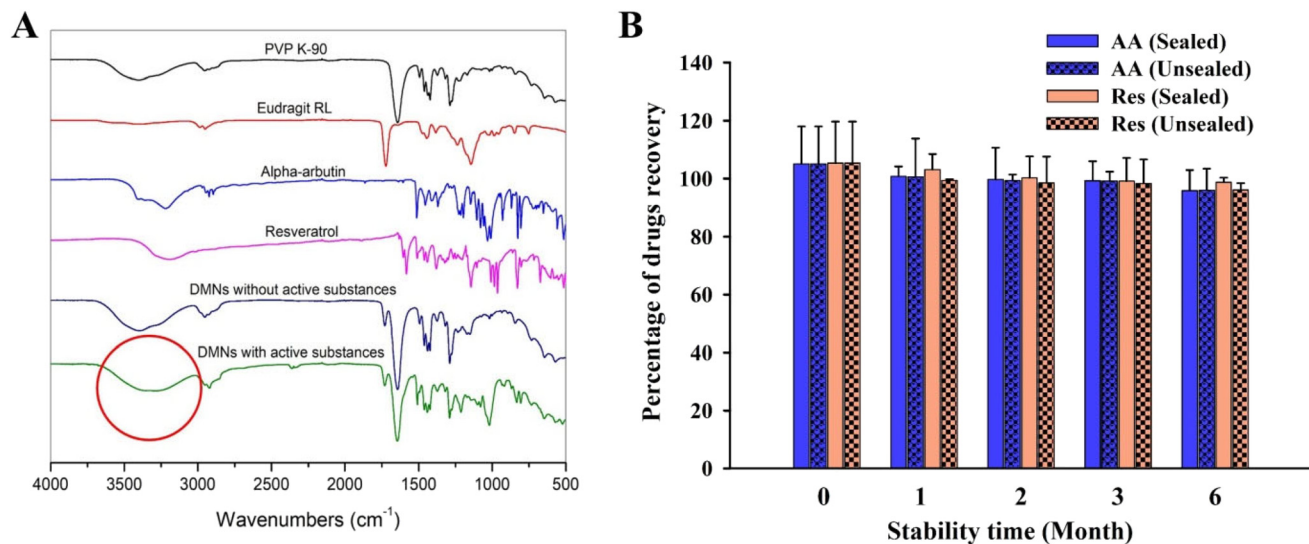 A
PVP K-90
Eudragit RL
Alpha-arbutin
Resveratrol
DMNs without active substances
DMNs with active substances
4000 3500 3000 2500 2000 1500 1000 500
Wavenumbers (cm⁻¹)
B
AA (Sealed)
AA (Unsealed)
Res (Sealed)
Res (Unsealed)
Percentage of drugs recovery
140
120
100
80
60
40
20
0
0 1 2 3 6
Stability time (Month)